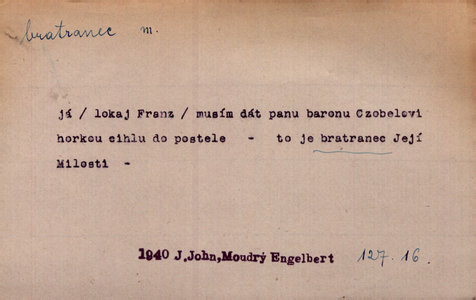 bratranec m.
já / lokaj Franz / musím dát panu baronu Czobelovi
horkou cihlu do postele - to je bratranec Její
Milosti -
1940 J.John,Moudrý Engelbert 127.16.